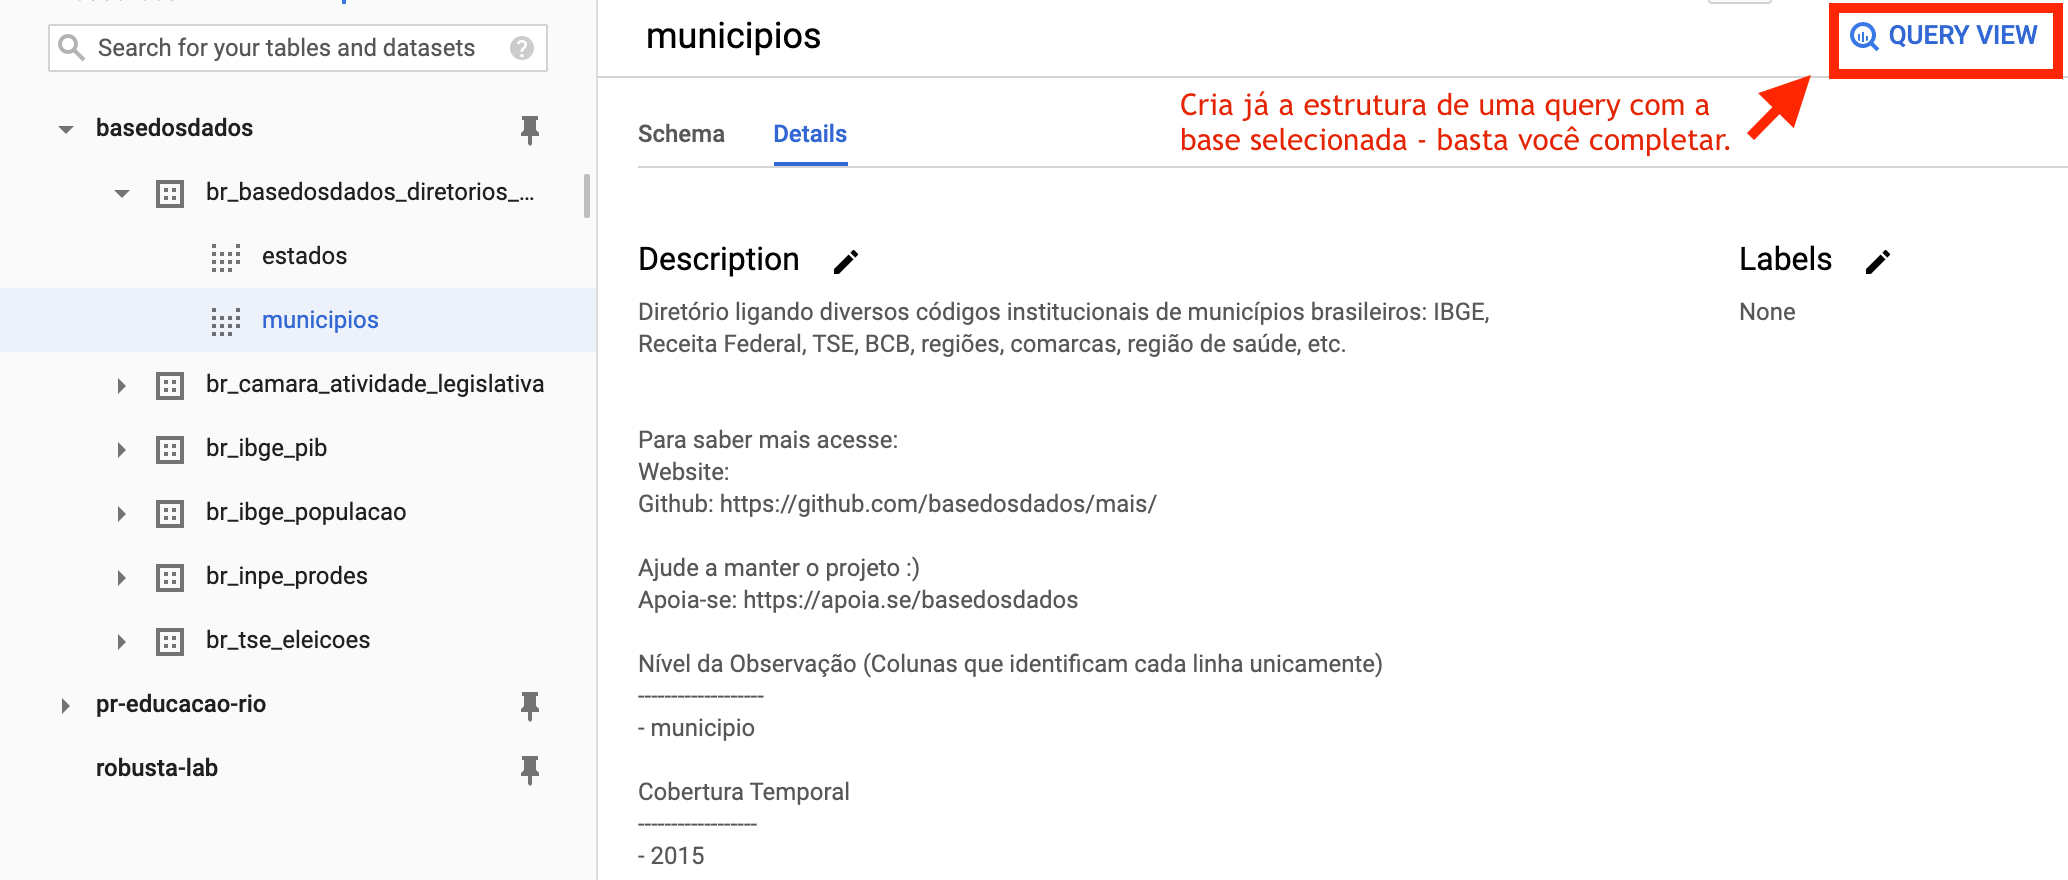 Search for your tables and datasets
basedosdados
br_basedosdados_diretorios_...
estados
municipios
br_camara_atividade_legislativa
br_ibge_pib
br_ibge_populacao
br_inpe_prodes
br_tse_eleicoes
pr-educacao-rio
robusta-lab
municipios
QUERY VIEW
Cria já a estrutura de uma query com a
base selecionada - basta você completar.
Schema
Details
Description
Diretório ligando diversos códigos institucionais de municípios brasileiros: IBGE,
Receita Federal, TSE, BCB, regiões, comarcas, região de saúde, etc.
Para saber mais acesse:
Website:
Github: https://github.com/basedosdados/mais/
Ajude a manter o projeto :)
Apoia-se: https://apoia.se/basedosdados
Nível da Observação (Colunas que identificam cada linha unicamente)
-------------------
- municipio
Cobertura Temporal
------------------
- 2015
Labels
None